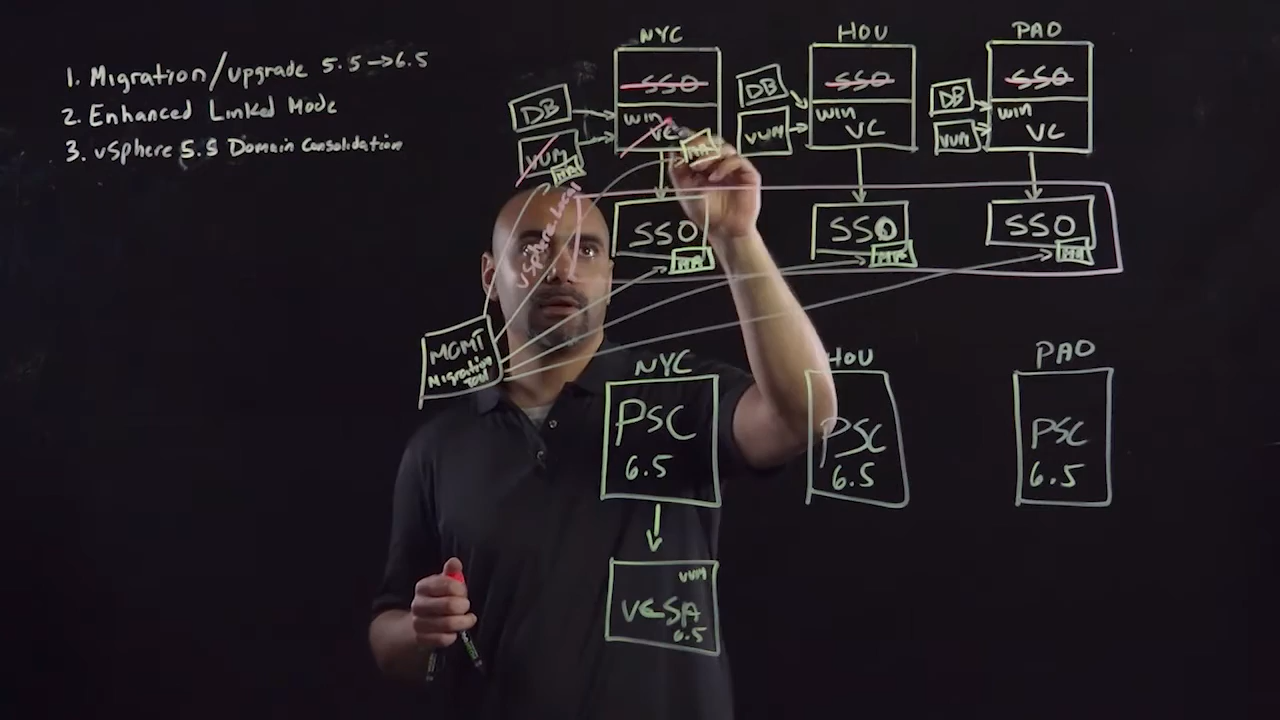 1. Migration/upgrade 5.5→6.5
2. Enhanced Linked Mode
3. vSphere 5.5 Domain Consolidation
NYC
HOU
PAO
SSO
SSO
SSO
DB
DB
DB
WIN
VC
WIN
VC
WIN
VC
VUM
VUM
VUM
MA
MA
vSphere.local
SSO
SSO
SSO
MA
MA
MA
MGMT
Migration
Tool
NYC
HOU
PAO
PSC
6.5
PSC
6.5
PSC
6.5
VUM
VCSA
6.5